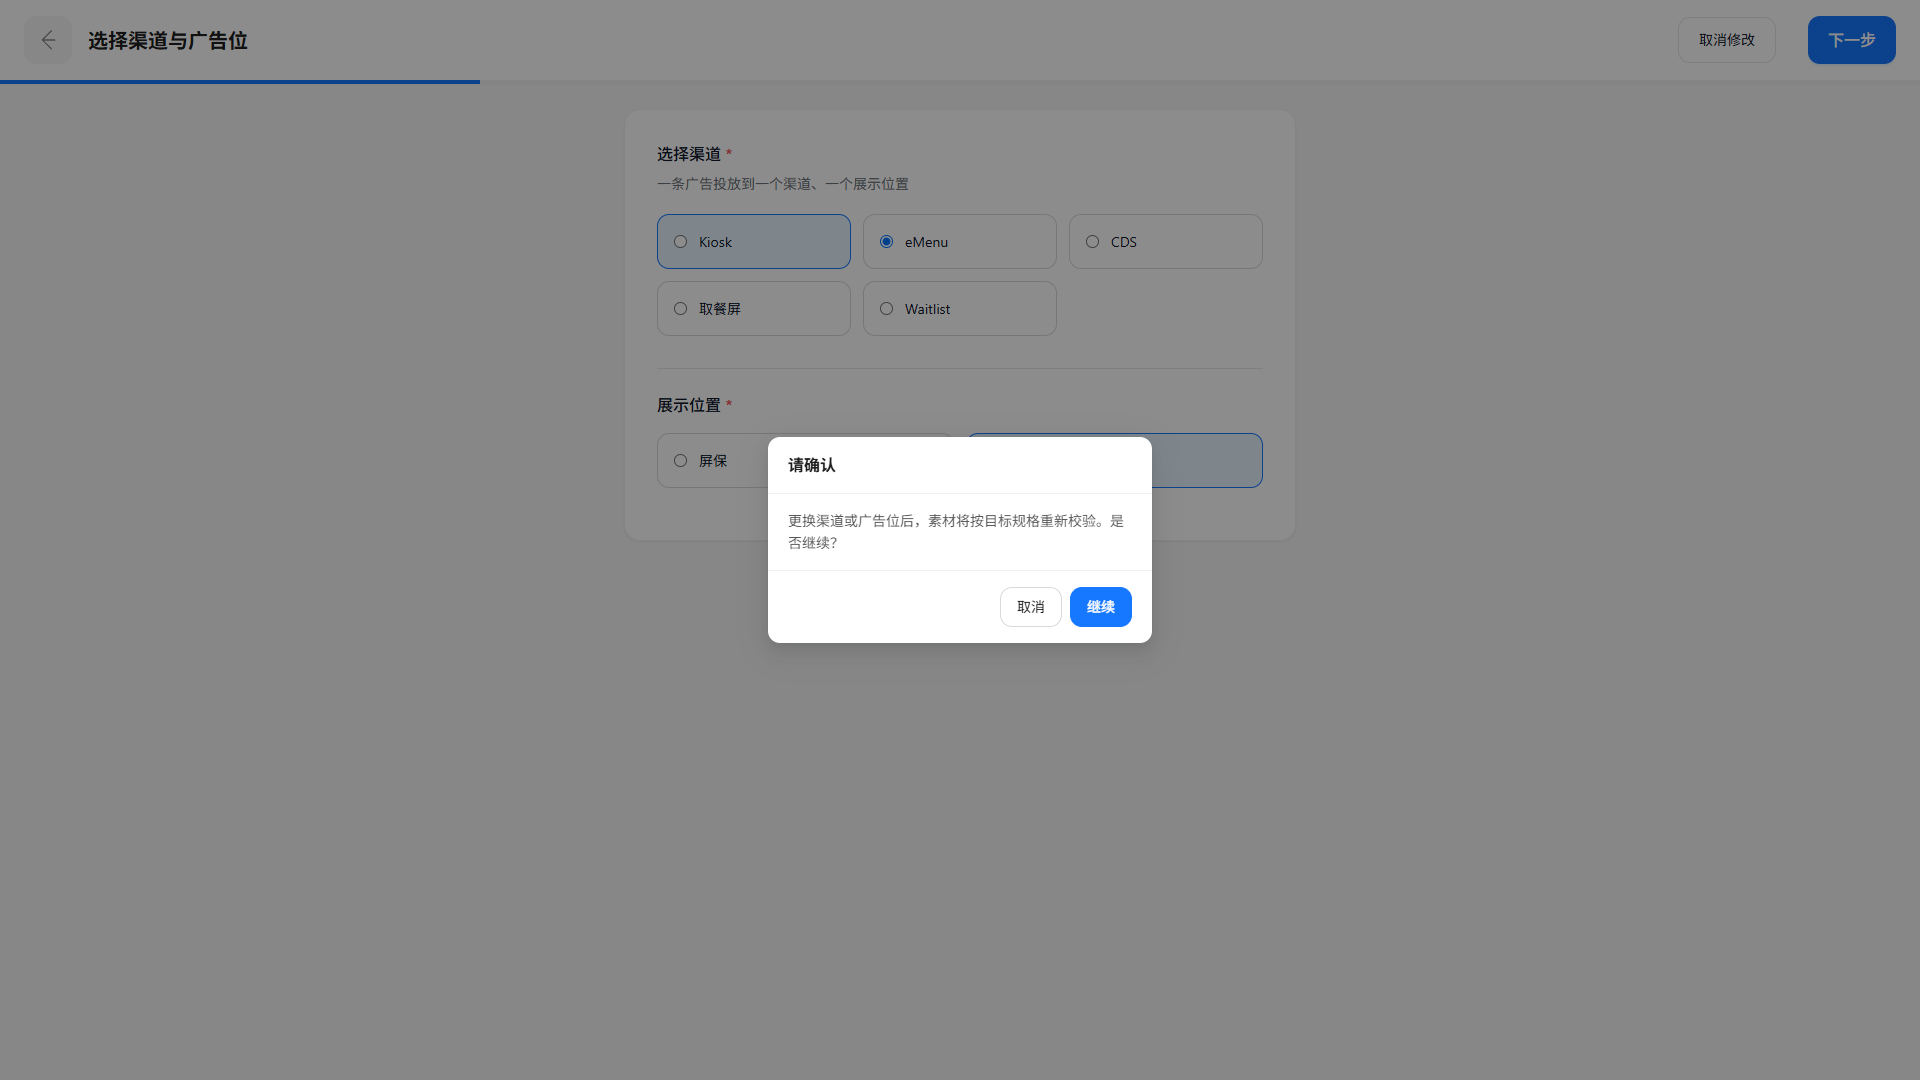 选择渠道与广告位
取消修改
下一步
选择渠道 *
一条广告投放到一个渠道、一个展示位置
Kiosk
eMenu
CDS
取餐屏
Waitlist
展示位置 *
屏保
请确认
更换渠道或广告位后，素材将按目标规格重新校验。是
否继续？
取消
继续